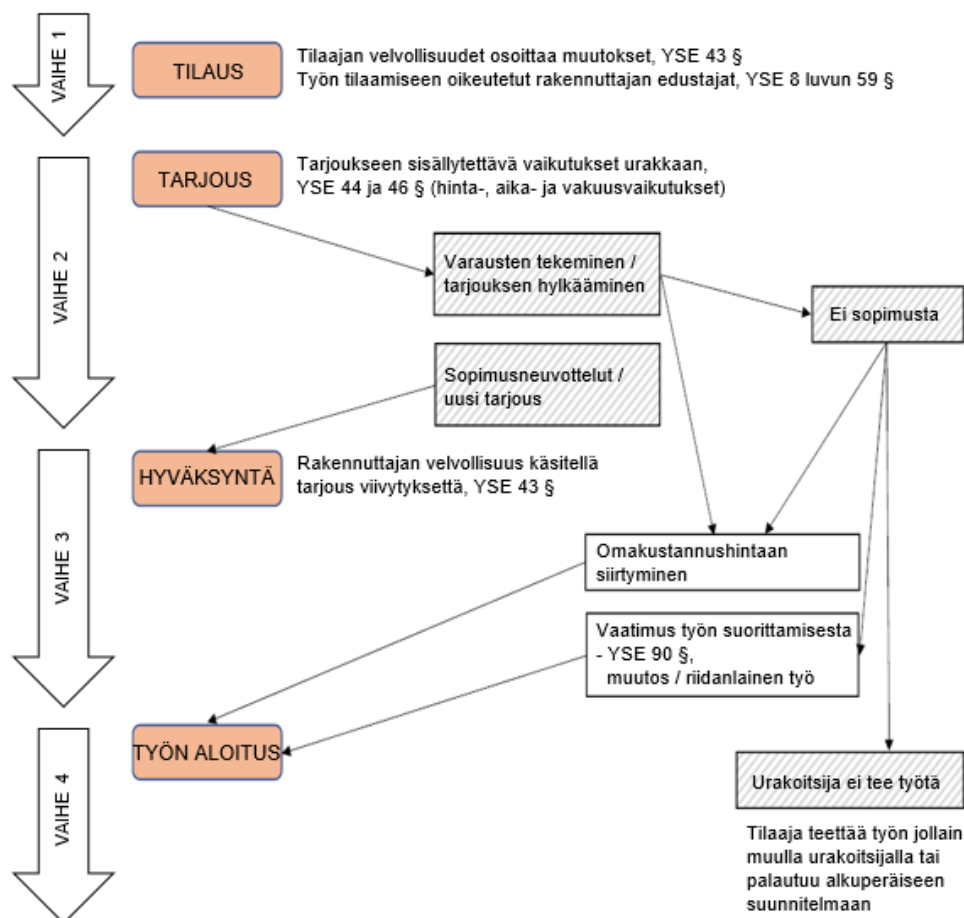 VAIHE 1
TILAUS
Tilaajan velvollisuudet osoittaa muutokset, YSE 43 §
Työn tilaamiseen oikeutetut rakennuttajan edustajat, YSE 8 luvun 59 §
VAIHE 2
TARJOUS
Tarjoukseen sisällytettävä vaikutukset urakkaan,
YSE 44 ja 46 § (hinta-, aika- ja vakuusvaikutukset)
Varausten tekeminen /
tarjouksen hylkääminen
Ei sopimusta
Sopimusneuvottelut /
uusi tarjous
VAIHE 3
HYVÄKSYNTÄ
Rakennuttajan velvollisuus käsitellä
tarjous viivytyksettä, YSE 43 §
Omakustannushintaan
siirtyminen
Vaatimus työn suorittamisesta
- YSE 90 §,
muutos / riidanlainen työ
VAIHE 4
TYÖN ALOITUS
Urakoitsija ei tee työtä
Tilaaja teettää työn jollain
muulla urakoitsijalla tai
palautuu alkuperäiseen
suunnitelmaan